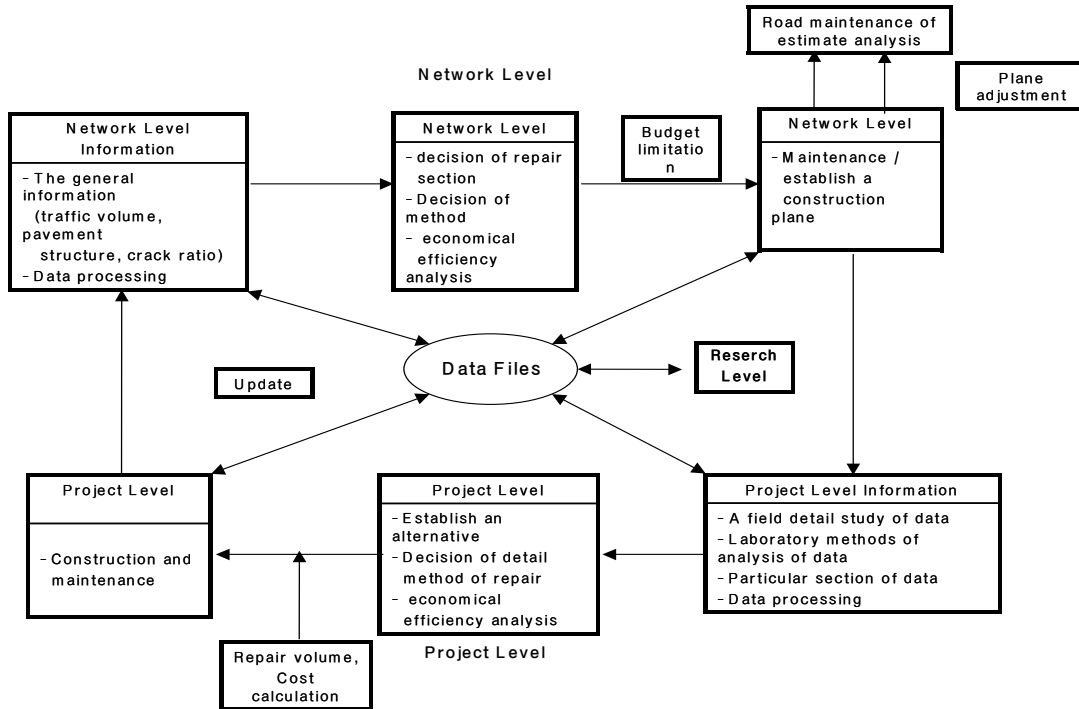 Road maintenance of
estimate analysis
Network Level
Plane
adjustment
Network Level
Information
- The general
information
(traffic volume,
pavement
structure, crack ratio)
- Data processing
Network Level
- decision of repair
section
- Decision of
method
- economical
efficiency
analysis
Budget
limitatio
n
Network Level
- Maintenance /
establish a
construction
plane
Data Files
Reserch
Level
Update
Project Level
- Construction and
maintenance
Project Level
- Establish an
alternative
- Decision of detail
method of repair
- economical
efficiency analysis
Project Level Information
- A field detail study of data
- Laboratory methods of
analysis of data
- Particular section of data
- Data processing
Project Level
Repair volume,
Cost
calculation